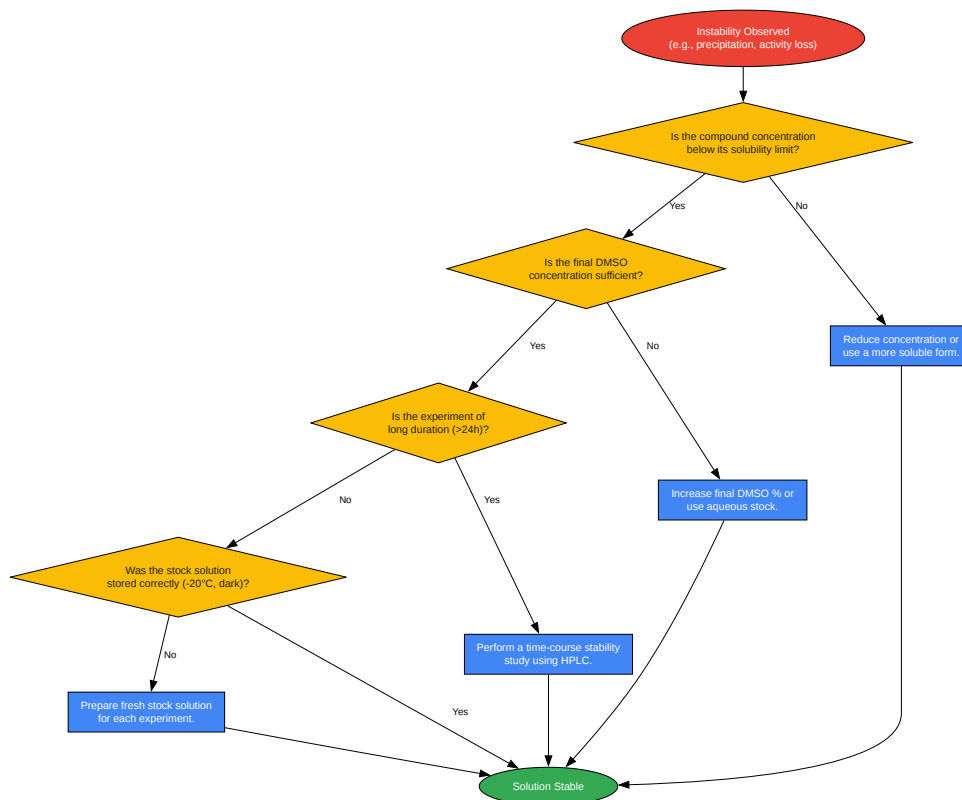 Instability Observed
(e.g., precipitation, activity loss)
Is the compound concentration
below its solubility limit?
Yes
No
Is the final DMSO
concentration sufficient?
Reduce concentration or
use a more soluble form.
Yes
No
Is the experiment of
long duration (>24h)?
Increase final DMSO % or
use aqueous stock.
No
Yes
Was the stock solution
stored correctly (-20°C, dark)?
Perform a time-course stability
study using HPLC.
No
Prepare fresh stock solution
for each experiment.
Yes
Solution Stable